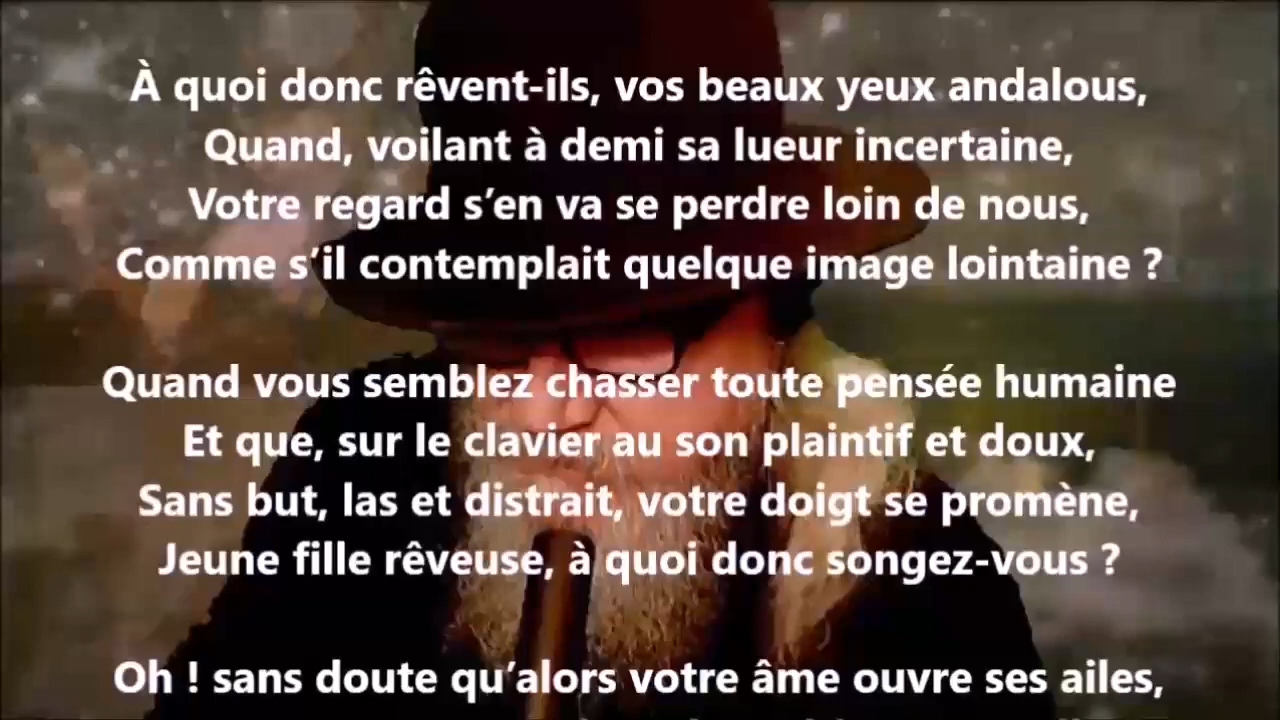 À quoi donc rêvent-ils, vos beaux yeux andalous,
Quand, voilant à demi sa lueur incertaine,
Votre regard s’en va se perdre loin de nous,
Comme s’il contemplait quelque image lointaine ?
Quand vous semblez chasser toute pensée humaine
Et que, sur le clavier au son plaintif et doux,
Sans but, las et distrait, votre doigt se promène,
Jeune fille rêveuse, à quoi donc songez-vous ?
Oh ! sans doute qu’alors votre âme ouvre ses ailes,